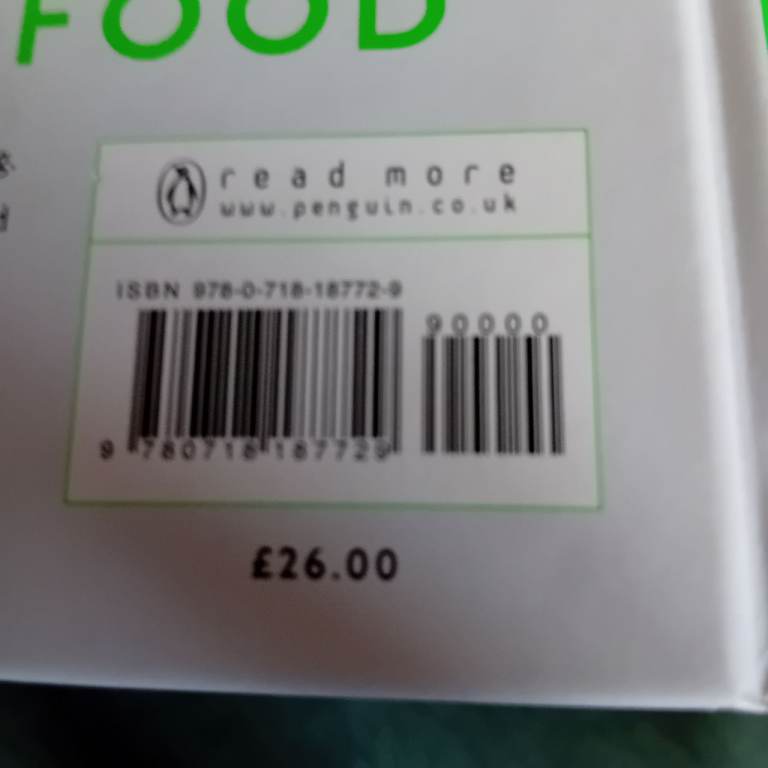 FOOD
read more
www.penguin.co.uk
ISBN 978-0-718-18772-9
90000
9 780718 187729
£26.00